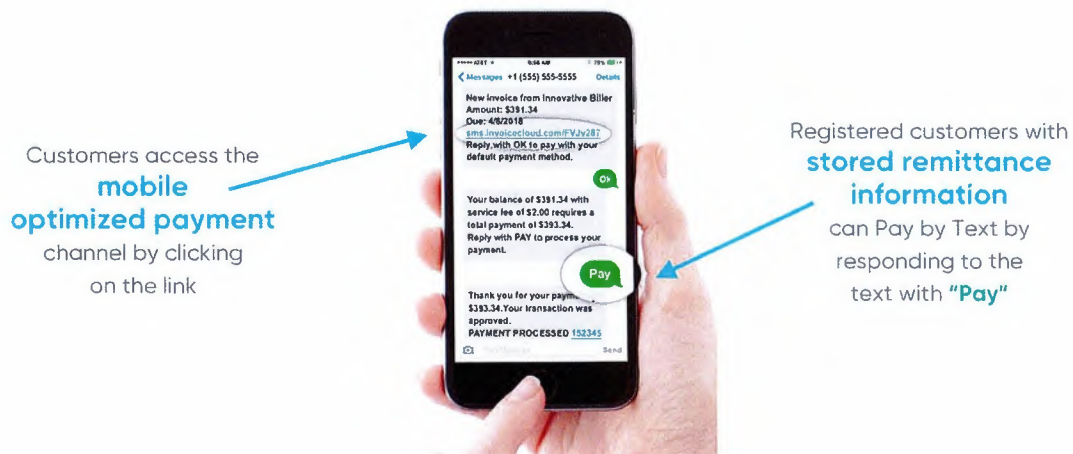 Customers access the
mobile
optimized payment
channel by clicking
on the link
AT&T
79%
Messages +1 (555) 555-5555 Details
New invoice from Innovative Biller
Amount: $391.34
Due: 4/8/2018
sms.invoicecloud.com/FVJv287
Reply with OK to pay with your
default payment method.
Ok
Your balance of $391.34 with
service fee of $2.00 requires a
total payment of $393.34.
Reply with PAY to process your
payment.
Pay
Thank you for your
$393.34.Your transaction was
approved.
PAYMENT PROCESSED 152345
Send
Registered customers with
stored remittance
information
can Pay by Text by
responding to the
text with "Pay"